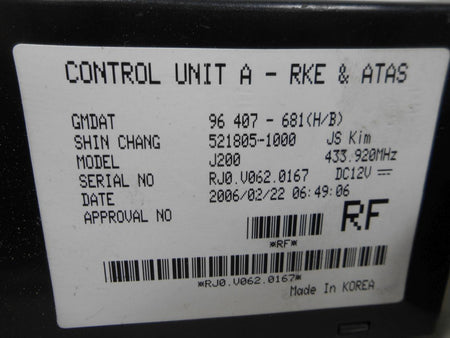 CONTROL UNIT A - RKE & ATAS
GMDAT 96 407 - 681(H/B)
SHIN CHANG 521805-1000 JS Kim
MODEL J200 433.920MHz
SERIAL NO RJ0.V062.0167 DC12V
DATE 2006/02/22 06:49:06
APPROVAL NO
RF
*RF*
*RJ0.V062.0167*
Made In KOREA